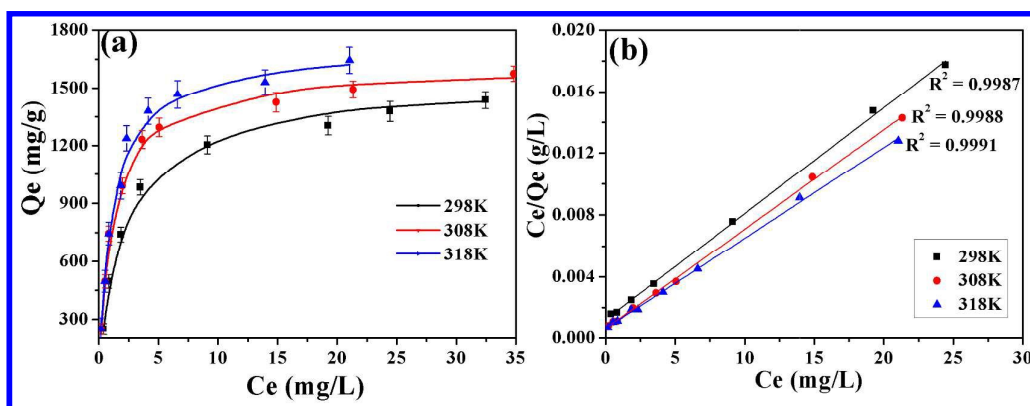 (a)
Qe (mg/g)
1800
1500
1200
900
600
300
0 5 10 15 20 25 30 35
Ce (mg/L)
298K
308K
318K
(b)
Ce/Qe (g/L)
0.020
0.016
0.012
0.008
0.004
0.000
0 5 10 15 20 25 30
Ce (mg/L)
R² = 0.9987
R² = 0.9988
R² = 0.9991
298K
308K
318K